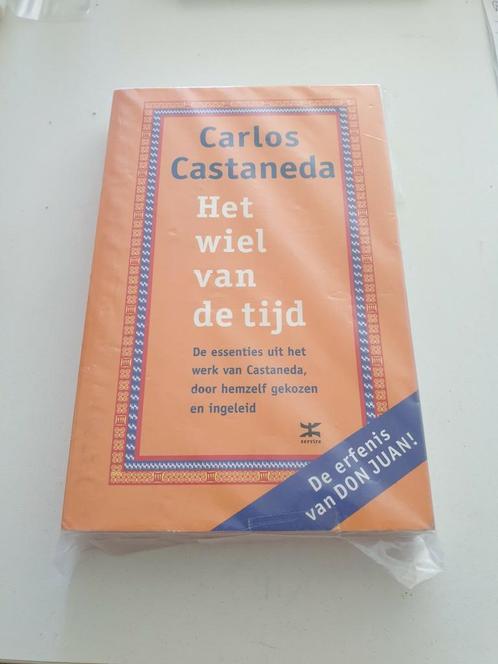 Carlos
Castaneda
Het
wiel
van
de tijd
De essenties uit het
werk van Castaneda,
door hemzelf gekozen
en ingeleid
servire
De erfenis
van DON JUAN!